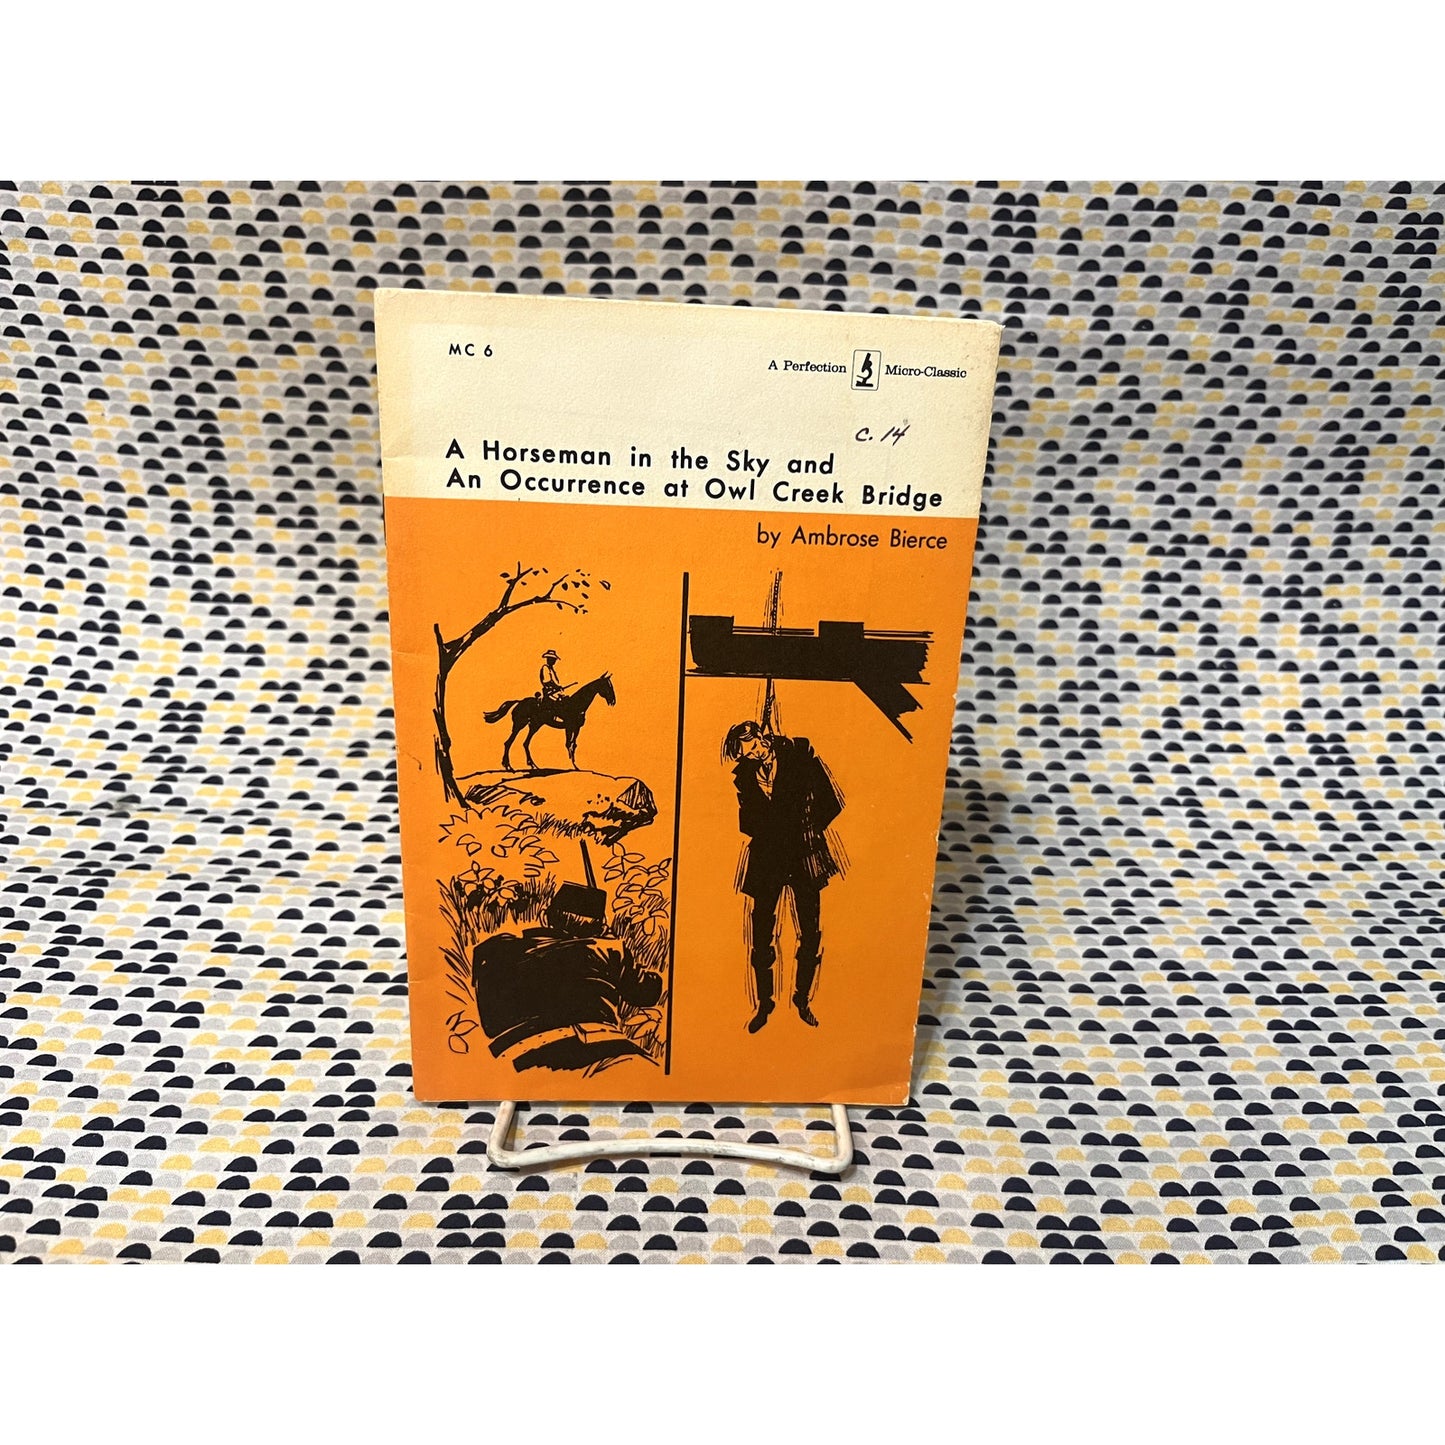 MC 6
A Perfection Micro-Classic
c. 14
A Horseman in the Sky and
An Occurrence at Owl Creek Bridge
by Ambrose Bierce